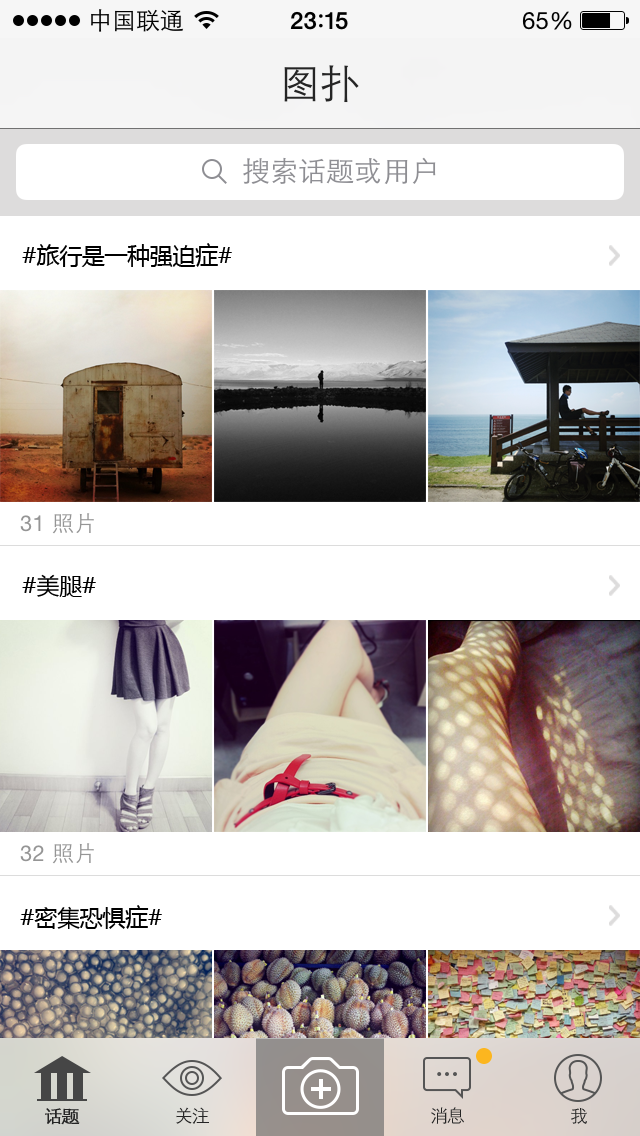 中国联通 23:15 65%
图扑
搜索话题或用户
#旅行是一种强迫症#
31 照片
#美腿#
32 照片
#密集恐惧症#
话题 关注 消息 我